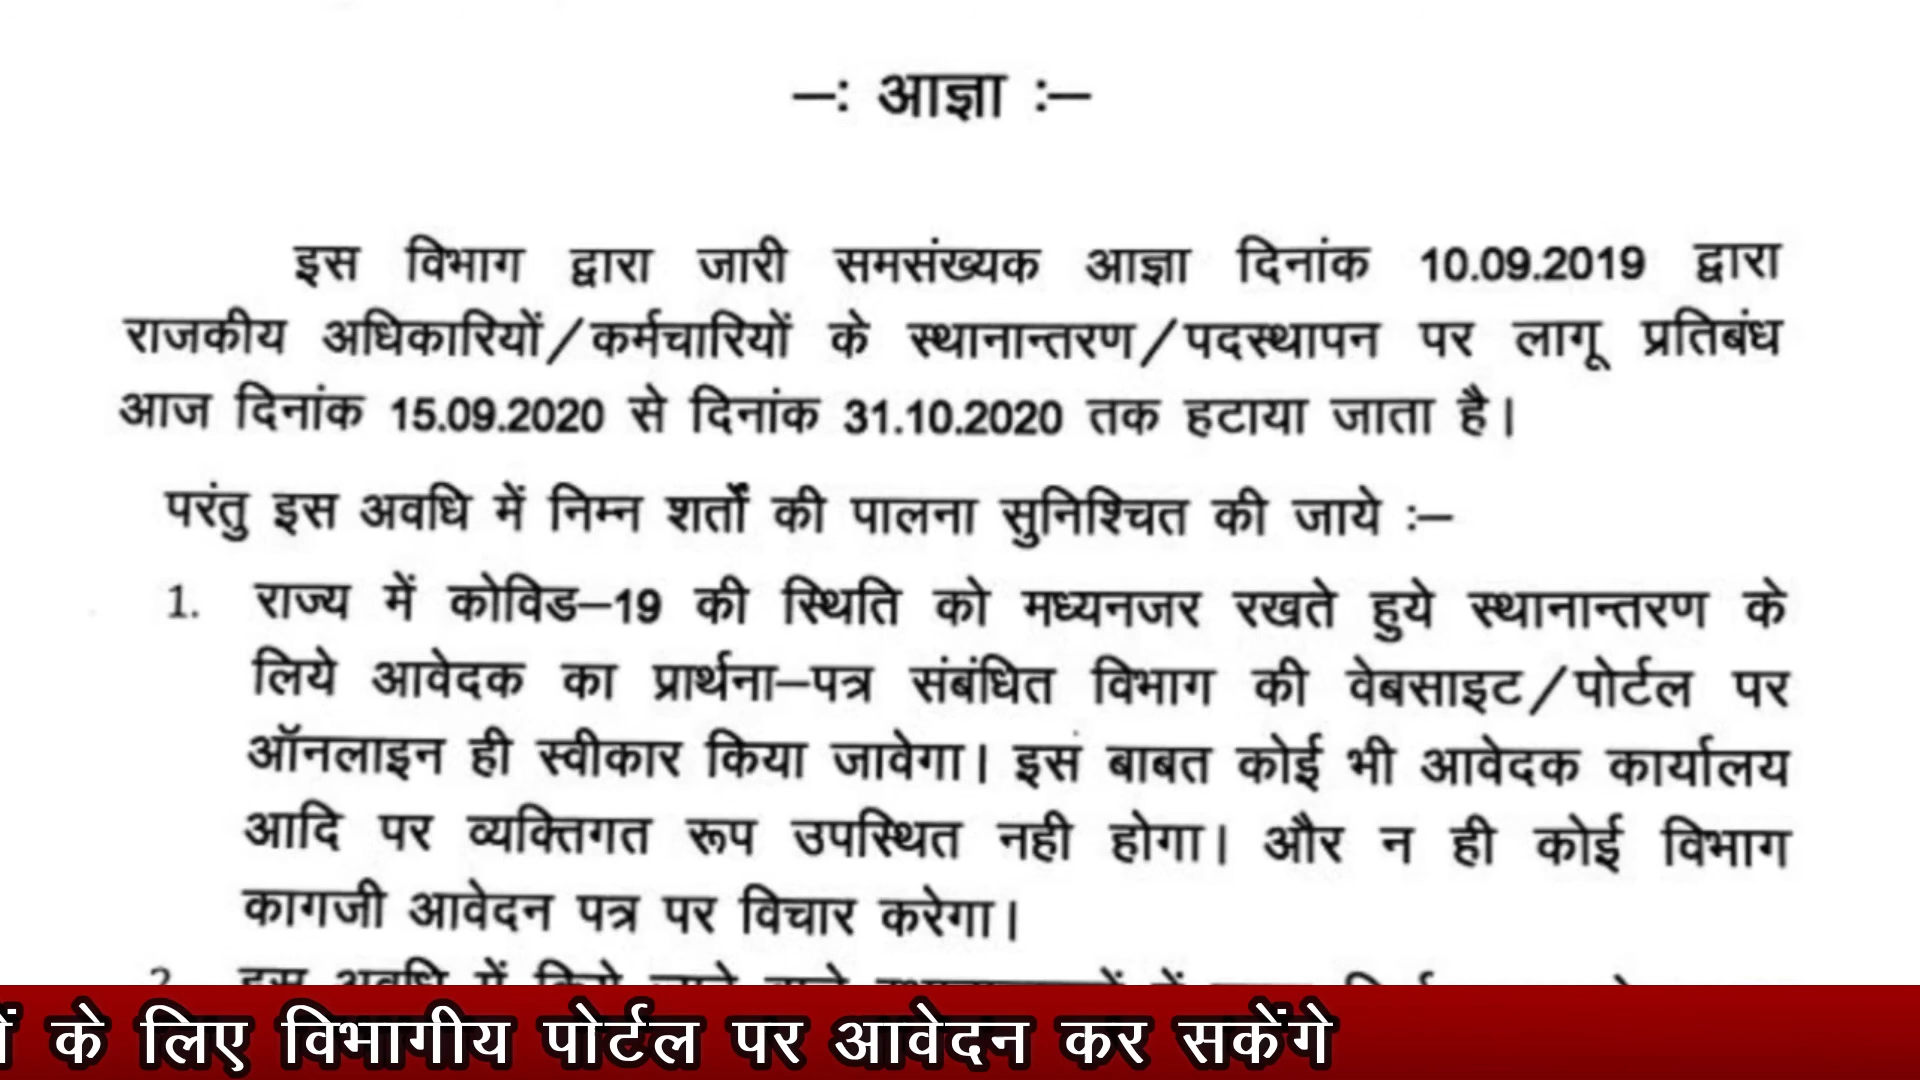 —: आज्ञा :—
इस विभाग द्वारा जारी समसंख्यक आज्ञा दिनांक 10.09.2019 द्वारा
राजकीय अधिकारियों/कर्मचारियों के स्थानान्तरण/पदस्थापन पर लागू प्रतिबंध
आज दिनांक 15.09.2020 से दिनांक 31.10.2020 तक हटाया जाता है।
परंतु इस अवधि में निम्न शर्तों की पालना सुनिश्चित की जाये :—
1. राज्य में कोविड—19 की स्थिति को मध्यनजर रखते हुये स्थानान्तरण के
लिये आवेदक का प्रार्थना—पत्र संबंधित विभाग की वेबसाइट/पोर्टल पर
ऑनलाइन ही स्वीकार किया जावेगा। इस बाबत कोई भी आवेदक कार्यालय
आदि पर व्यक्तिगत रूप उपस्थित नही होगा। और न ही कोई विभाग
कागजी आवेदन पत्र पर विचार करेगा।
2. इस अवधि में किये जाने वाले
के लिए विभागीय पोर्टल पर आवेदन कर सकेंगे